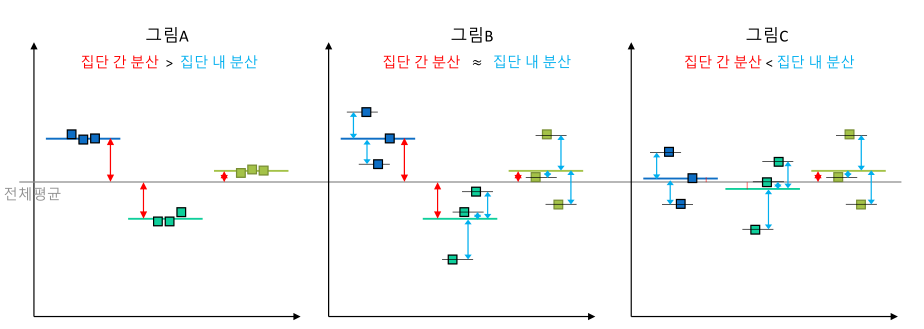 그림A
집단 간 분산 > 집단 내 분산
그림B
집단 간 분산 ≈ 집단 내 분산
그림C
집단 간 분산 < 집단 내 분산
전체평균